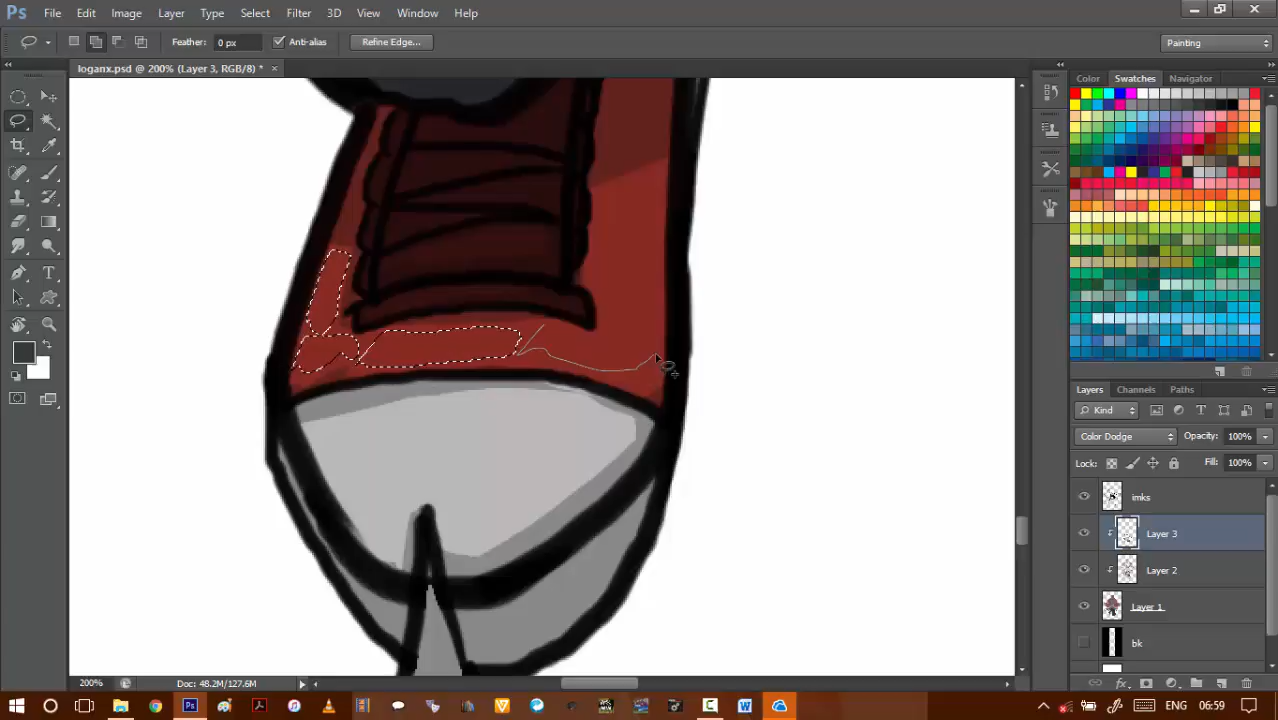 Ps File Edit Image Layer Type Select Filter 3D View Window Help
Feather: 0 px Anti-alias Refine Edge... Painting
loganx.psd @ 200% (Layer 3, RGB/8) * ×
Color Swatches Navigator
Layers Channels Paths
Kind
Color Dodge Opacity: 100%
Lock: Fill: 100%
imks
Layer 3
Layer 2
Layer 1
bk
200% Doc: 48.2M/127.6M
ENG 06:59